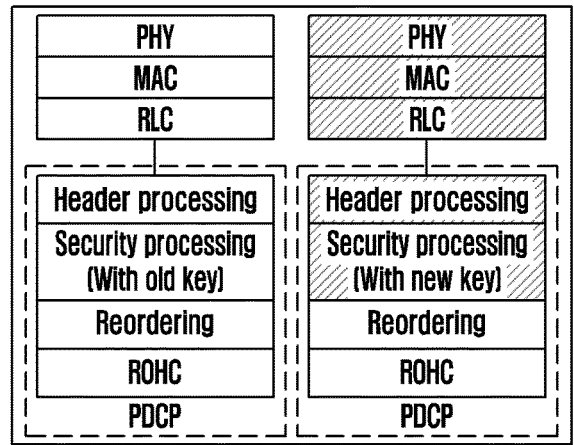 PHY
MAC
RLC
Header processing
Security processing
(With old key)
Reordering
ROHC
PDCP
PHY
MAC
RLC
Header processing
Security processing
(With new key)
Reordering
ROHC
PDCP